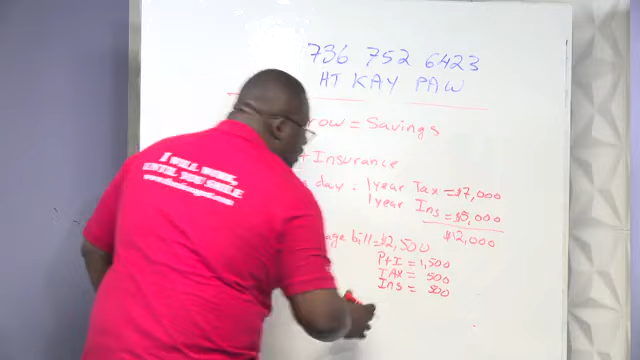 736 752 6423
HT KAY PAW
row = Savings
+ Insurance
day : 1year Tax = $7,000
1year Ins = $5,000
$12,000
age bill = $2,500
P+I = 1,500
TAX = 500
Ins = 500
I WILL WORK,
UNTIL YOU SMILE